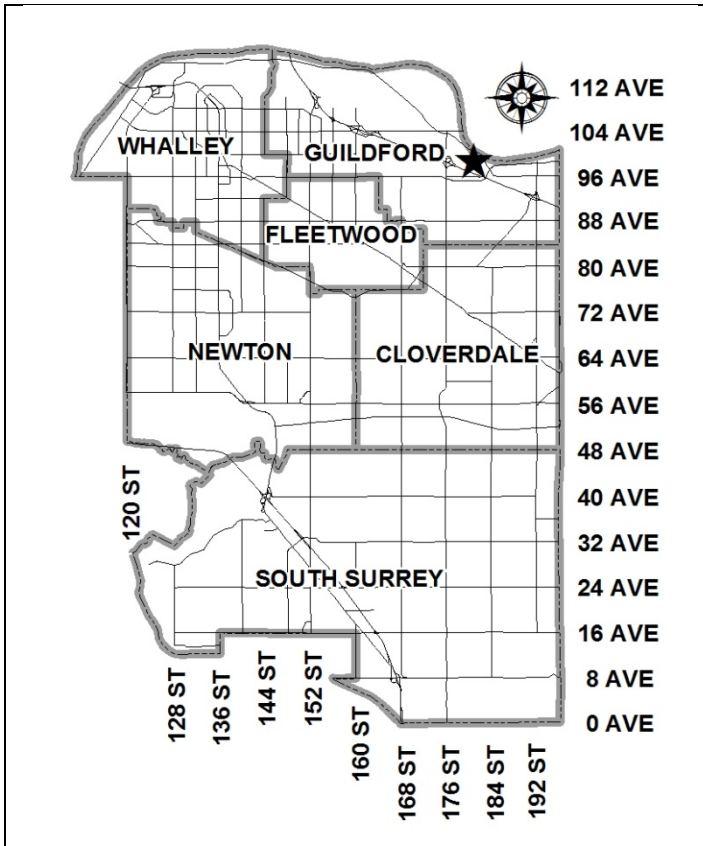 112 AVE
104 AVE
WHALLEY
GUILDFORD
96 AVE
88 AVE
FLEETWOOD
80 AVE
72 AVE
NEWTON
CLOVERDALE
64 AVE
56 AVE
48 AVE
120 ST
40 AVE
32 AVE
SOUTH SURREY
24 AVE
16 AVE
8 AVE
0 AVE
128 ST
136 ST
144 ST
152 ST
160 ST
168 ST
176 ST
184 ST
192 ST